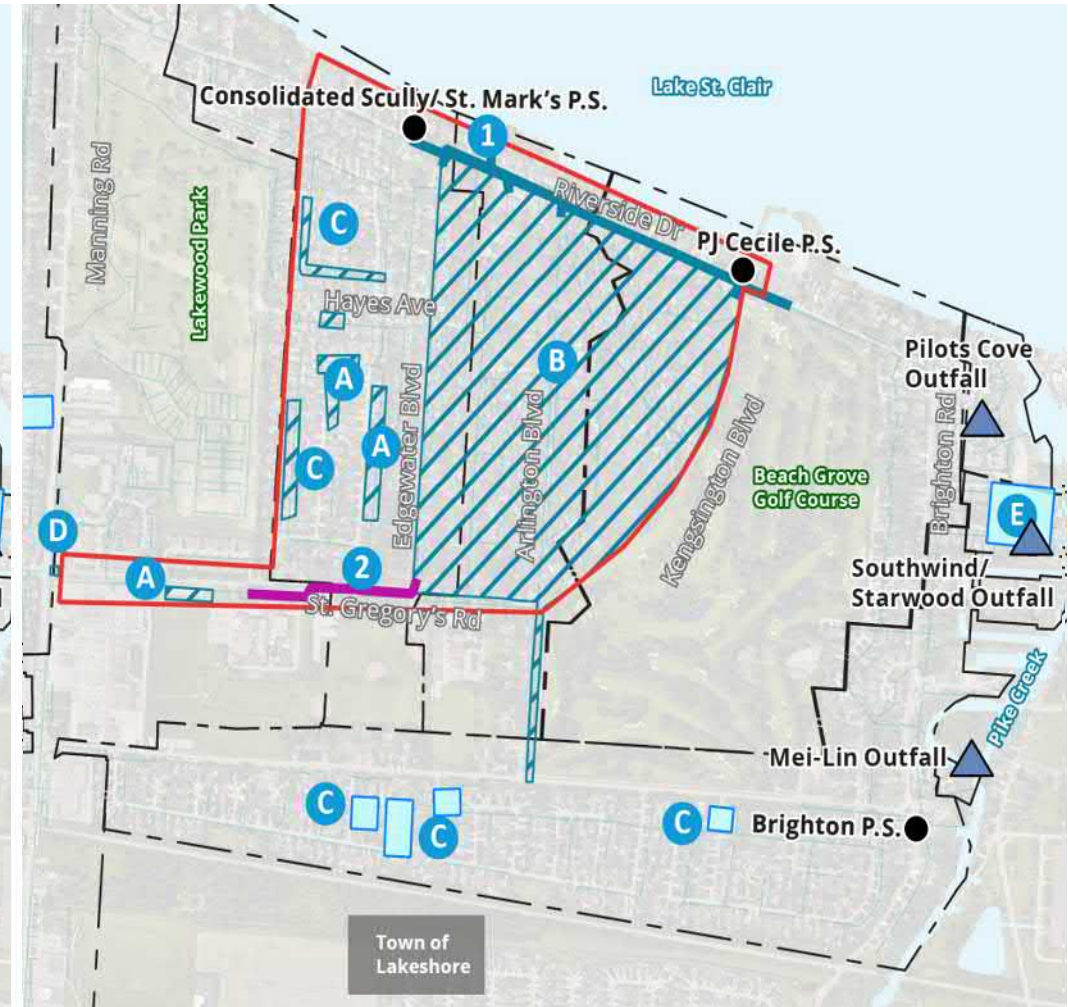 Lake St. Clair
Consolidated Scully/ St. Mark's P.S.
1
Manning Rd
Riverside Dr
Lakewood Park
C
PJ Cecile P.S.
Hayes Ave
Pilots Cove
Outfall
B
A
Edgewater Blvd
Arlington Blvd
Kengsington Blvd
Brighton Rd
A
C
Beach Grove
Golf Course
E
D
Southwind/
Starwood Outfall
A
2
St. Gregory's Rd
Pike Creek
Mei-Lin Outfall
C
C
C
Brighton P.S.
Town of
Lakeshore